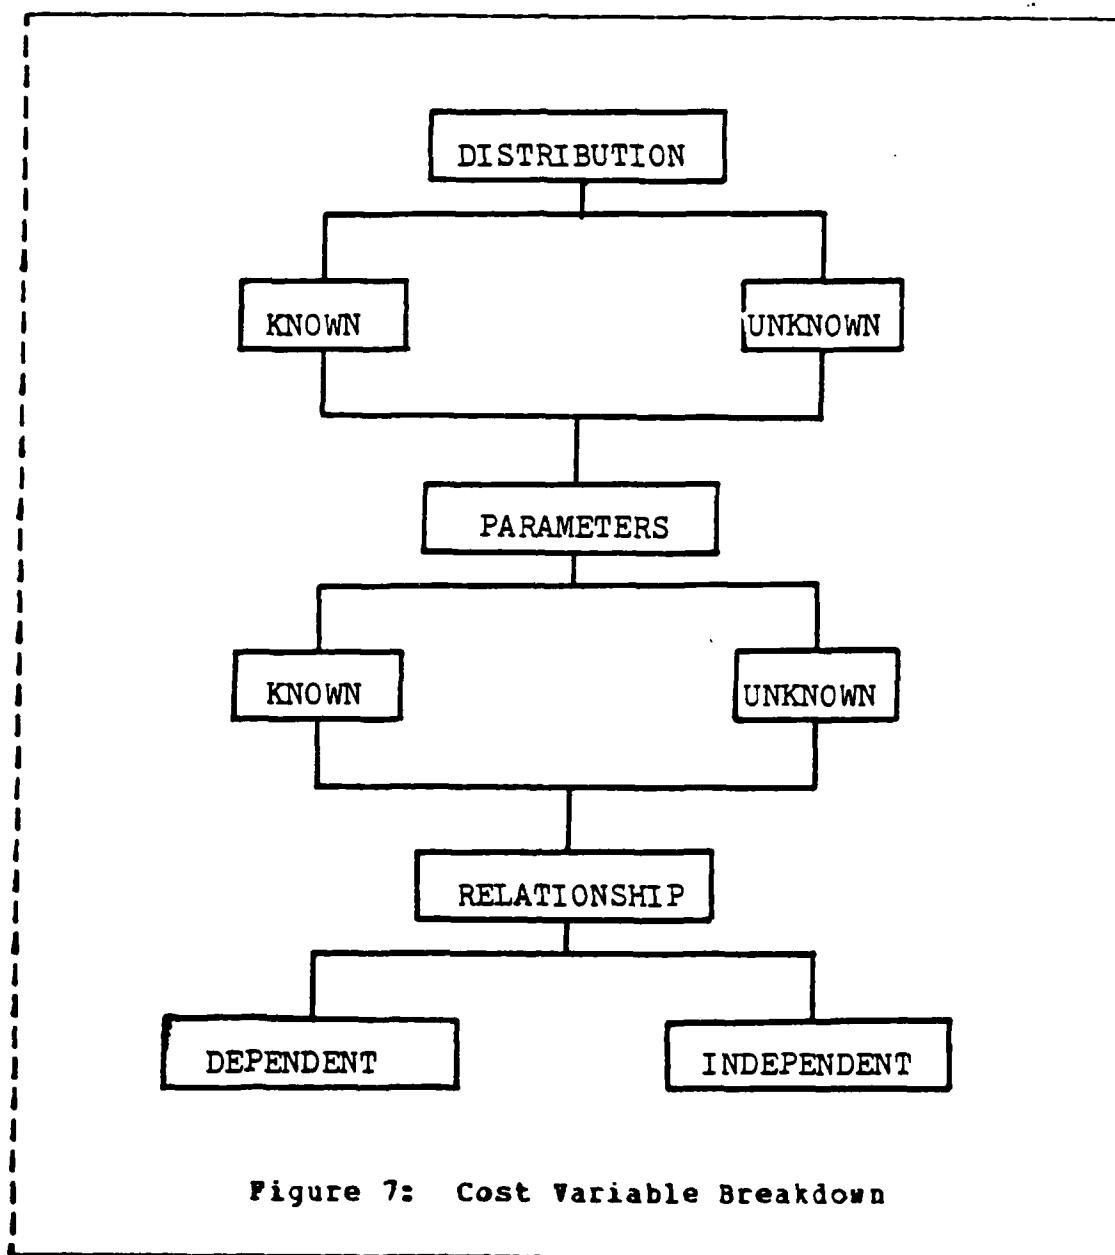 DISTRIBUTION
KNOWN
UNKNOWN
PARAMETERS
KNOWN
UNKNOWN
RELATIONSHIP
DEPENDENT
INDEPENDENT
Figure 7: Cost Variable Breakdown